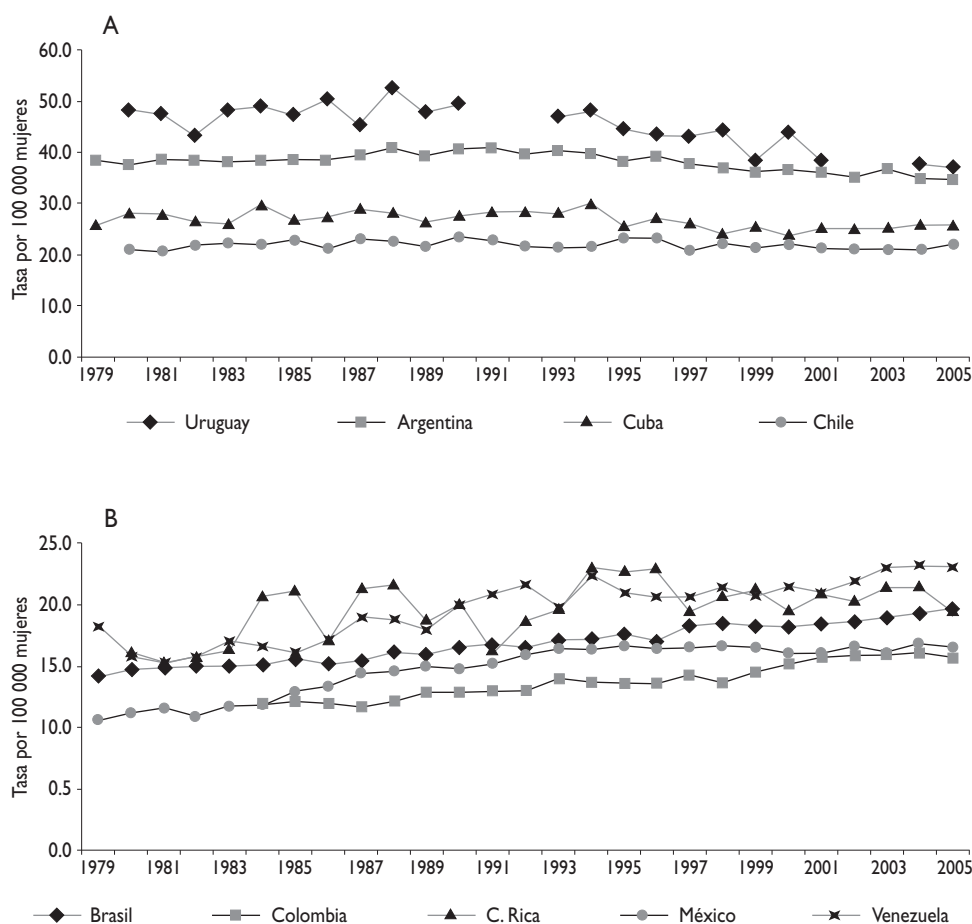 A
Tasa por 100 000 mujeres
60.0
50.0
40.0
30.0
20.0
10.0
0.0
1979 1981 1983 1985 1987 1989 1991 1993 1995 1997 1999 2001 2003 2005
Uruguay Argentina Cuba Chile
B
Tasa por 100 000 mujeres
25.0
20.0
15.0
10.0
0.5
0.0
1979 1981 1983 1985 1987 1989 1991 1993 1995 1997 1999 2001 2003 2005
Brasil Colombia C. Rica México Venezuela